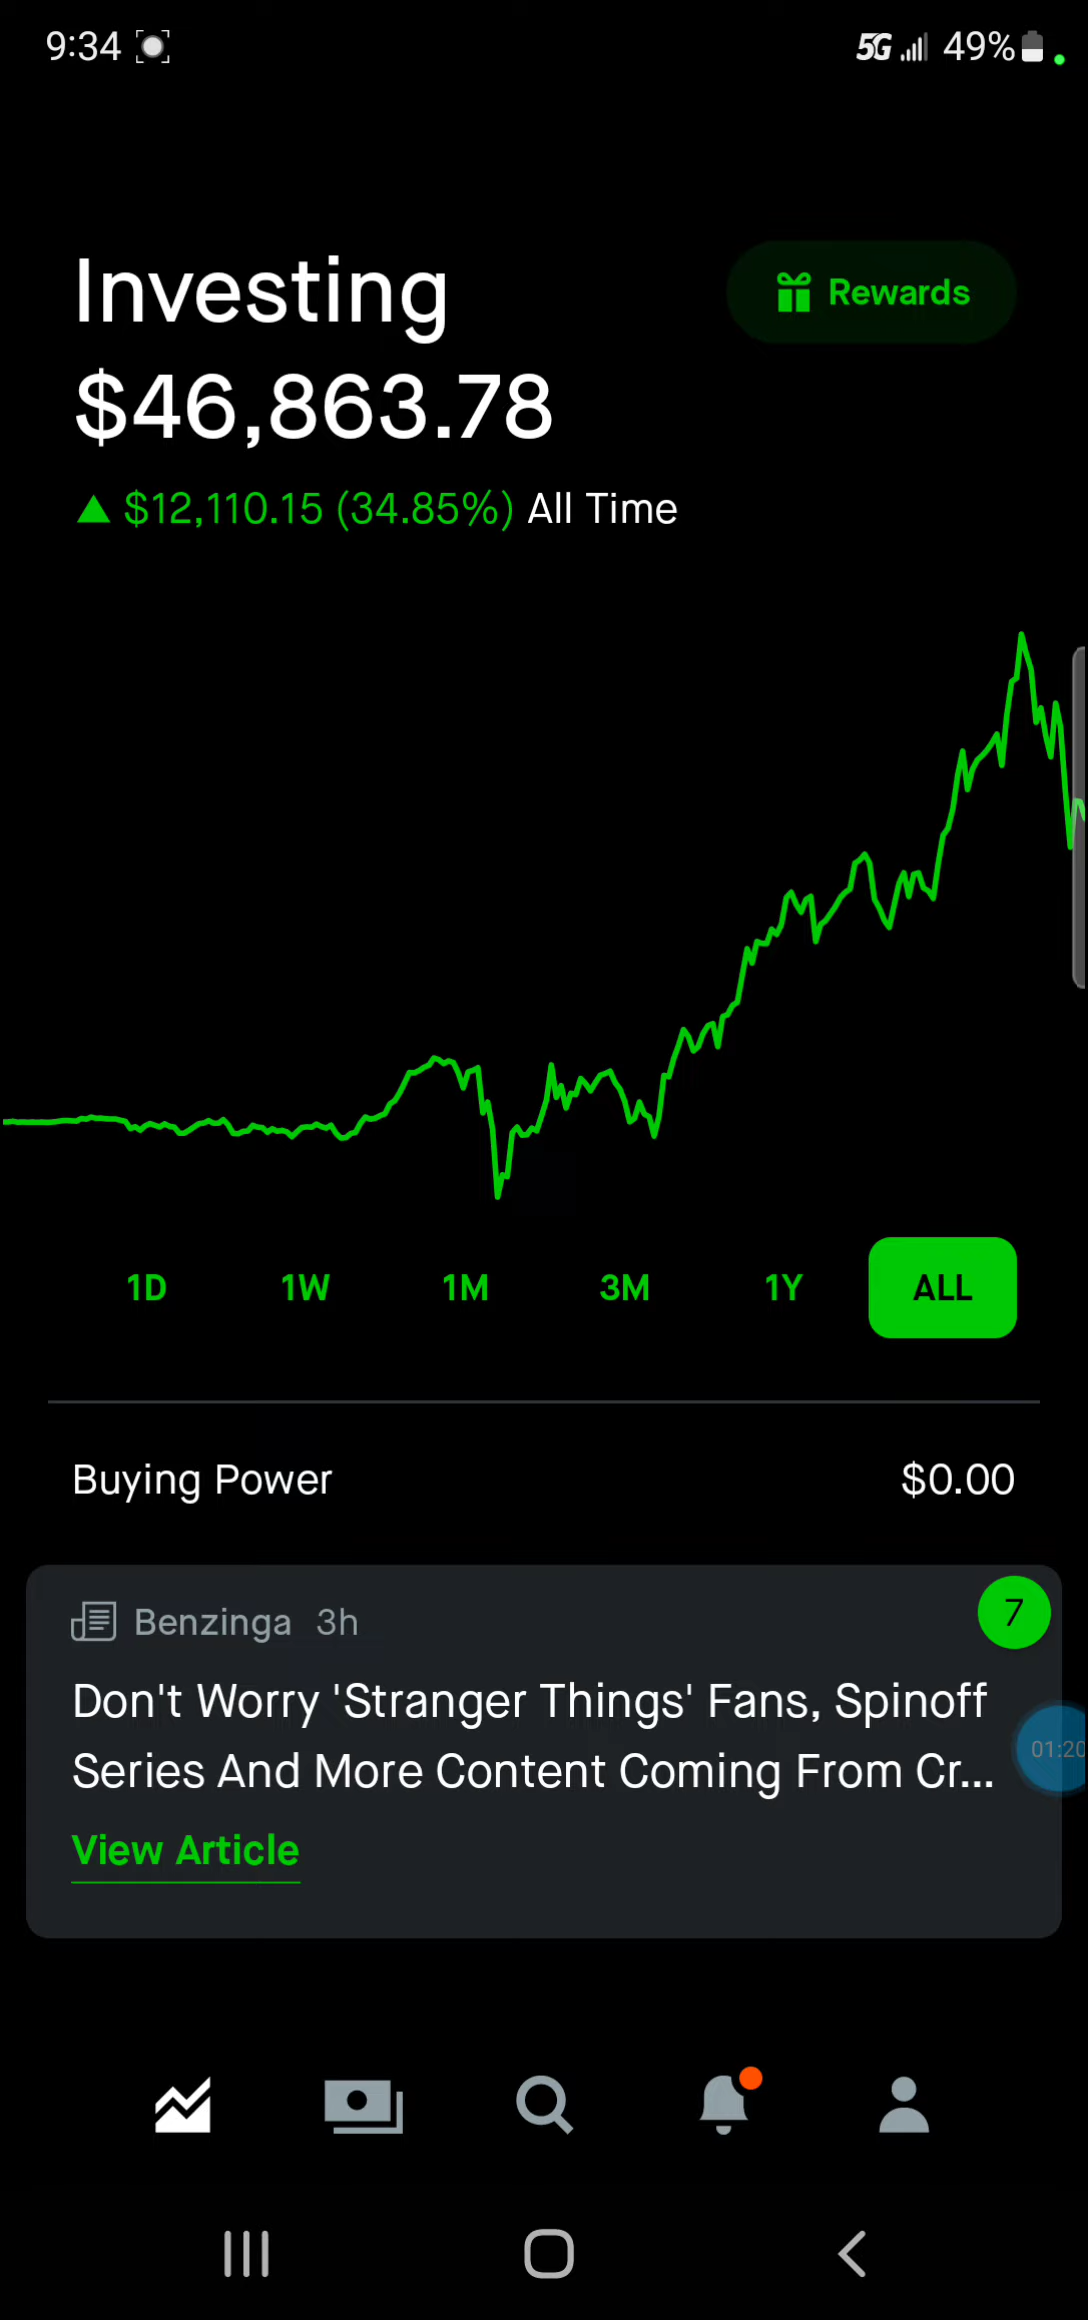 9:34
5G 49%
Investing
Rewards
$46,863.78
▲ $12,110.15 (34.85%) All Time
1D 1W 1M 3M 1Y ALL
Buying Power $0.00
Benzinga 3h
7
Don't Worry 'Stranger Things' Fans, Spinoff
Series And More Content Coming From Cr...
01:20
View Article